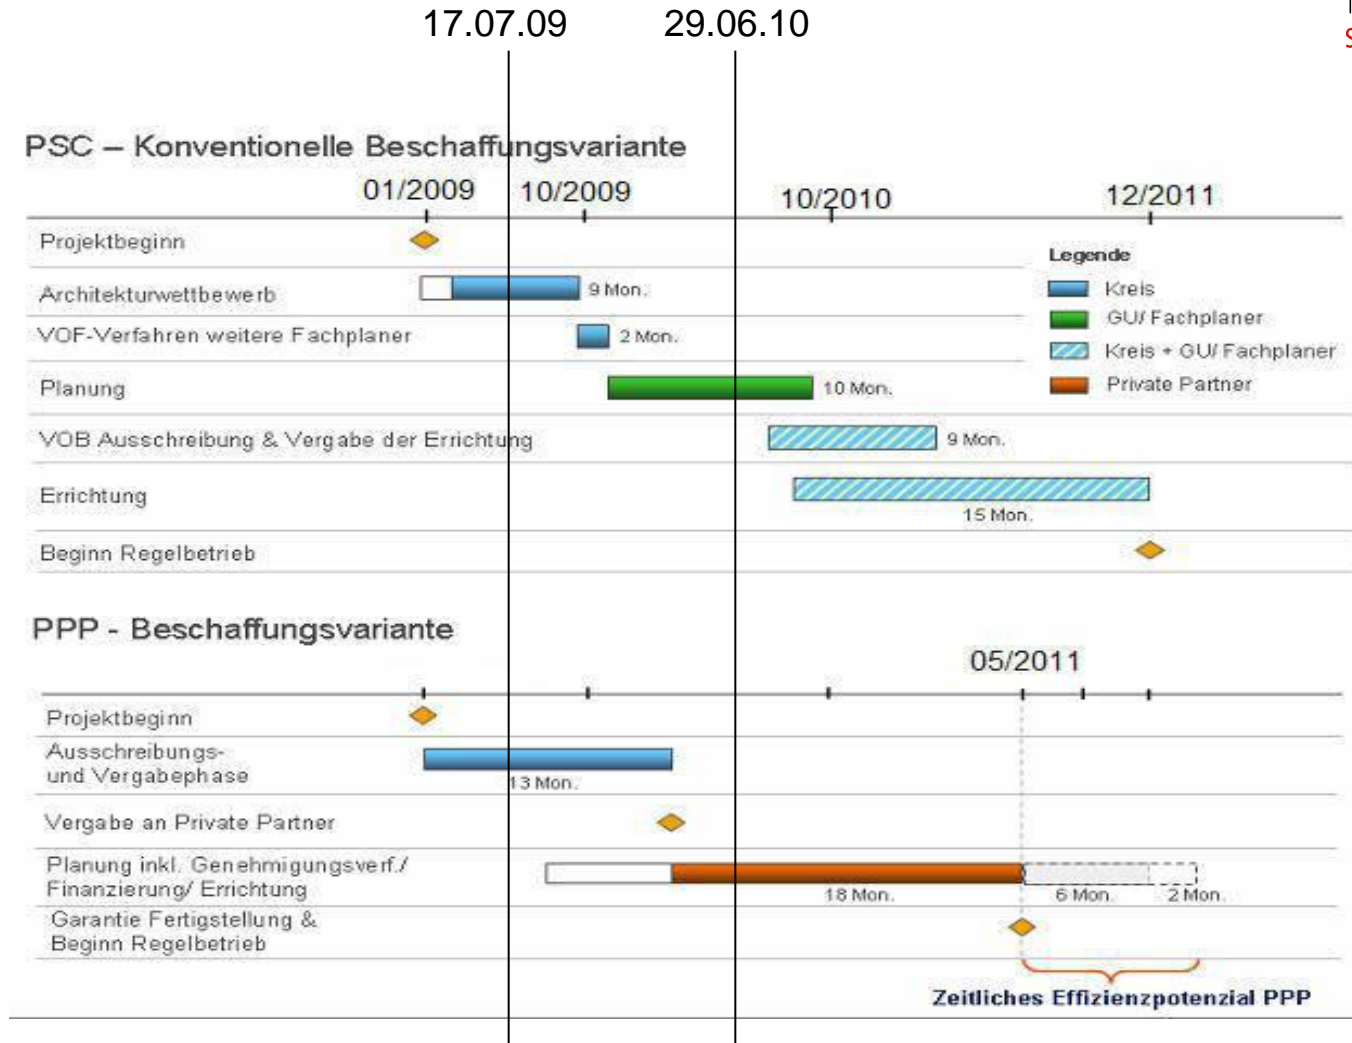 17.07.09 29.06.10
PSC – Konventionelle Beschaffungsvariante
01/2009 10/2009 10/2010 12/2011
Projektbeginn
Legende
Kreis
GU/ Fachplaner
Kreis + GU/ Fachplaner
Private Partner
Architekturwettbewerb 9 Mon.
VOF-Verfahren weitere Fachplaner 2 Mon.
Planung 10 Mon.
VOB Ausschreibung & Vergabe der Errichtung 9 Mon.
Errichtung
15 Mon.
Beginn Regelbetrieb
PPP - Beschaffungsvariante
05/2011
Projektbeginn
Ausschreibungs-
und Vergabephase
13 Mon.
Vergabe an Private Partner
Planung inkl. Genehmigungsverf./
Finanzierung/ Errichtung
18 Mon. 6 Mon. 2 Mon.
Garantie Fertigstellung &
Beginn Regelbetrieb
Zeitliches Effizienzpotenzial PPP